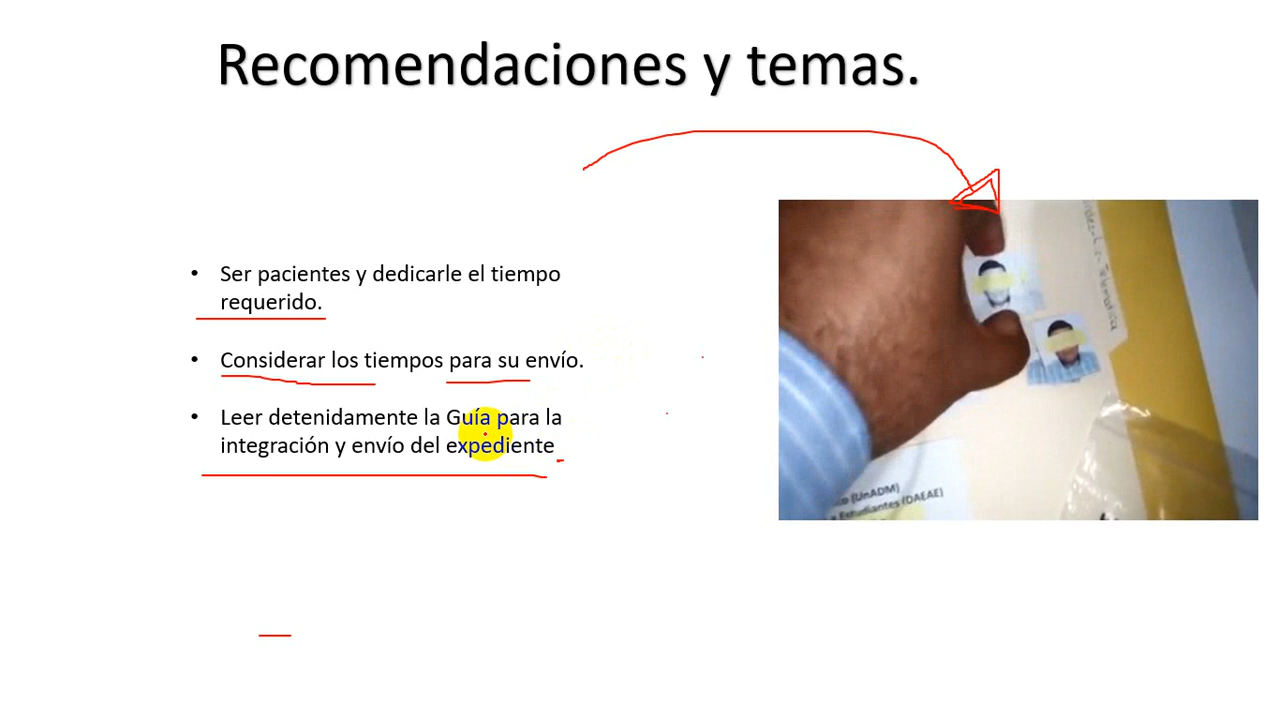 Recomendaciones y temas.
• Ser pacientes y dedicarle el tiempo
requerido.
• Considerar los tiempos para su envío.
• Leer detenidamente la Guía para la
integración y envío del expediente
(UnADM)
Estudiantes (DAEAE)